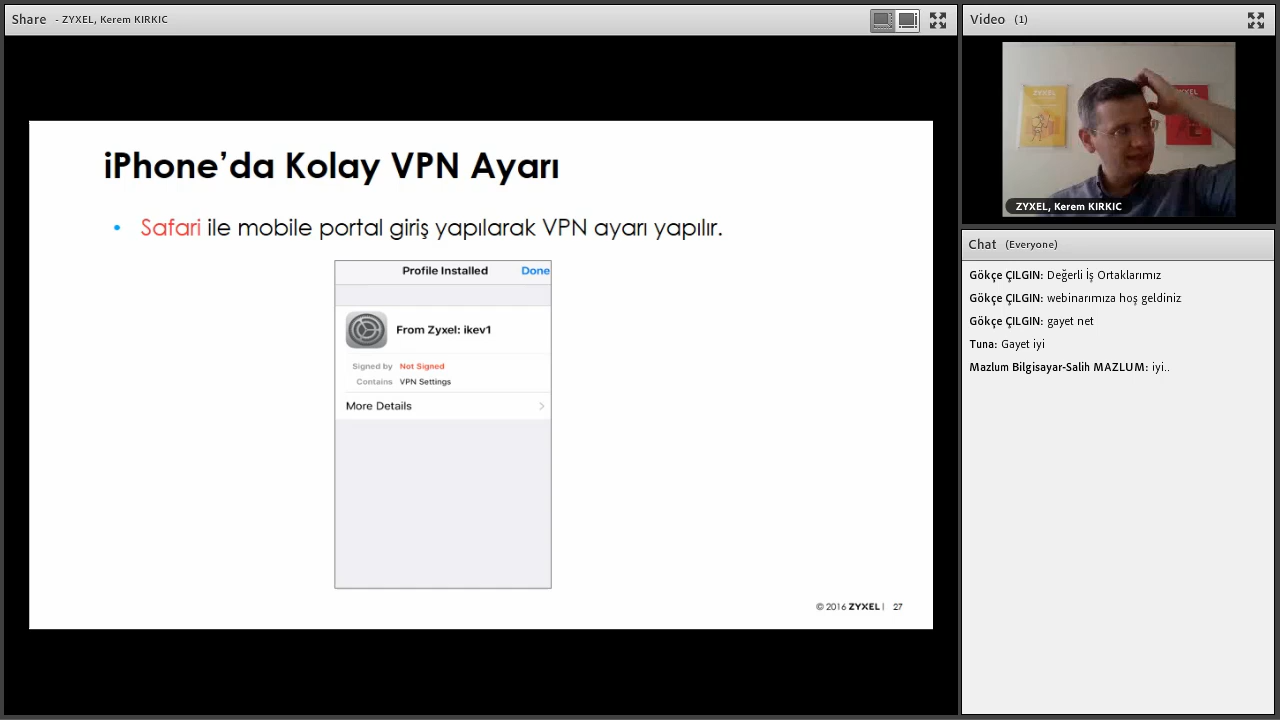 Share - ZYXEL, Kerem KIRKIC
iPhone’da Kolay VPN Ayarı
• Safari ile mobile portal giriş yapılarak VPN ayarı yapılır.
Profile Installed Done
From Zyxel: ikev1
Signed by Not Signed
Contains VPN Settings
More Details
© 2016 ZYXEL | 27
Video (1)
ZYXEL
ZYXEL
ZYXEL, Kerem KIRKIC
Chat (Everyone)
Gökçe ÇILGIN: Değerli İş Ortaklarımız
Gökçe ÇILGIN: webinarımıza hoş geldiniz
Gökçe ÇILGIN: gayet net
Tuna: Gayet iyi
Mazlum Bilgisayar-Salih MAZLUM: iyi..